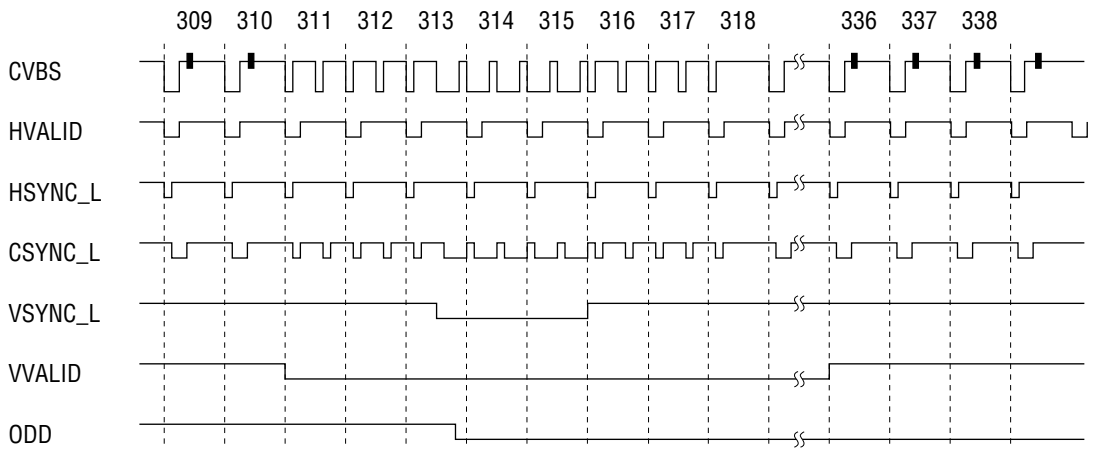 309 310 311 312 313 314 315 316 317 318 336 337 338
CVBS
HVALID
HSYNC_L
CSYNC_L
VSYNC_L
VVALID
ODD